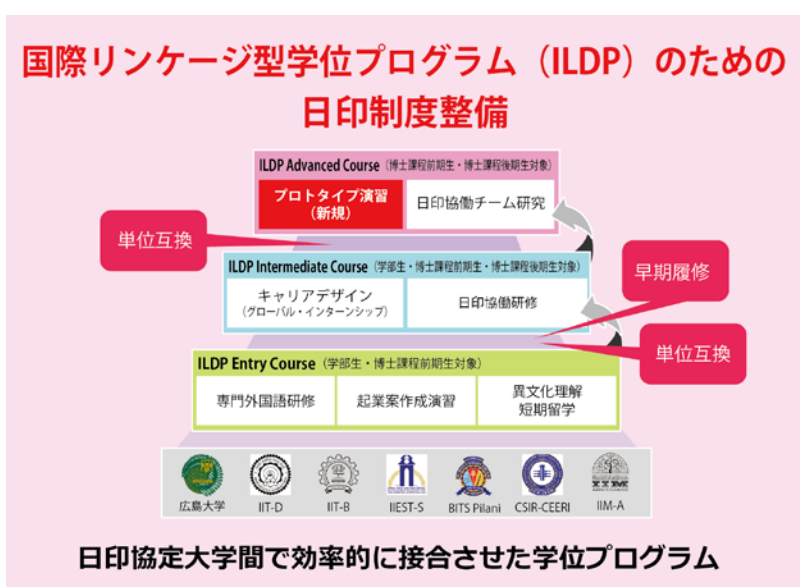 国際リンケージ型学位プログラム（ILDP）のための
日印制度整備
ILDP Advanced Course（博士課程前期生・博士課程後期生対象）
プロトタイプ演習
（新規）
日印協働チーム研究
単位互換
ILDP Intermediate Course（学部生・博士課程前期生・博士課程後期生対象）
キャリアデザイン
（グローバル・インターンシップ）
日印協働研修
早期履修
単位互換
ILDP Entry Course（学部生・博士課程前期生対象）
専門外国語研修
起業案作成演習
異文化理解
短期留学
広島大学
IIT-D
IIT-B
IIEST-S
BITS Pilani
CSIR-CEERI
IIM-A
日印協定大学間で効率的に接合させた学位プログラム